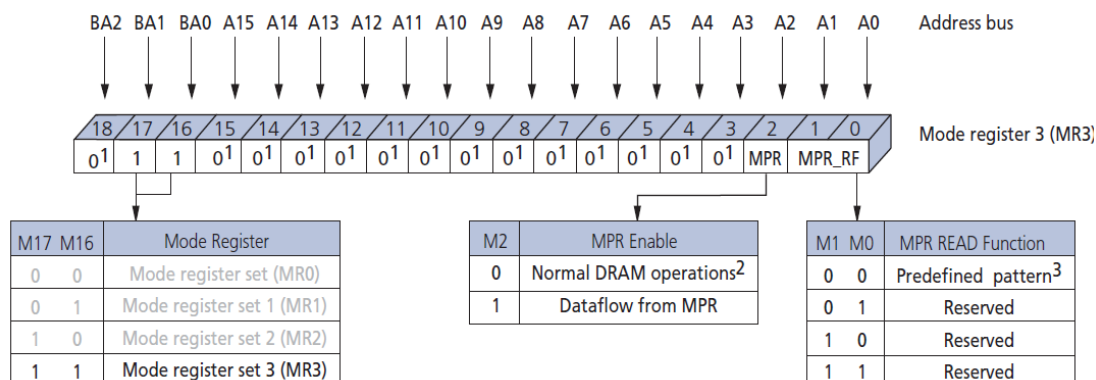 BA2 BA1 BA0 A15 A14 A13 A12 A11 A10 A9 A8 A7 A6 A5 A4 A3 A2 A1 A0 Address bus
18 17 16 15 14 13 12 11 10 9 8 7 6 5 4 3 2 1 0 Mode register 3 (MR3)
0¹ 1 1 0¹ 0¹ 0¹ 0¹ 0¹ 0¹ 0¹ 0¹ 0¹ 0¹ 0¹ 0¹ 0¹ MPR MPR_RF
M17 M16 Mode Register
0 0 Mode register set (MR0)
0 1 Mode register set 1 (MR1)
1 0 Mode register set 2 (MR2)
1 1 Mode register set 3 (MR3)
M2 MPR Enable
0 Normal DRAM operations²
1 Dataflow from MPR
M1 M0 MPR READ Function
0 0 Predefined pattern³
0 1 Reserved
1 0 Reserved
1 1 Reserved